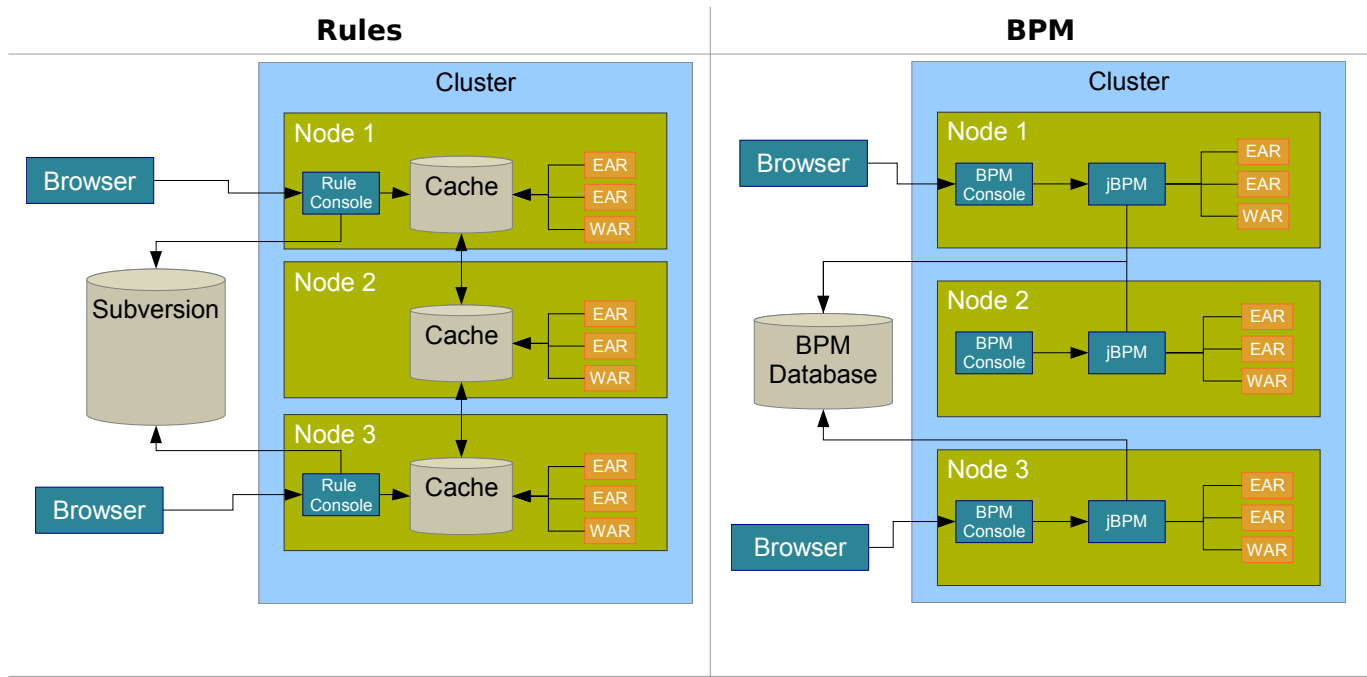 Rules
BPM
Cluster
Node 1
Browser
Rule
Console
Cache
EAR
EAR
WAR
Subversion
Node 2
Cache
EAR
EAR
WAR
Node 3
Browser
Rule
Console
Cache
EAR
EAR
WAR
Cluster
Node 1
Browser
BPM
Console
jBPM
EAR
EAR
WAR
Node 2
BPM
Database
BPM
Console
jBPM
EAR
EAR
WAR
Node 3
Browser
BPM
Console
jBPM
EAR
EAR
WAR